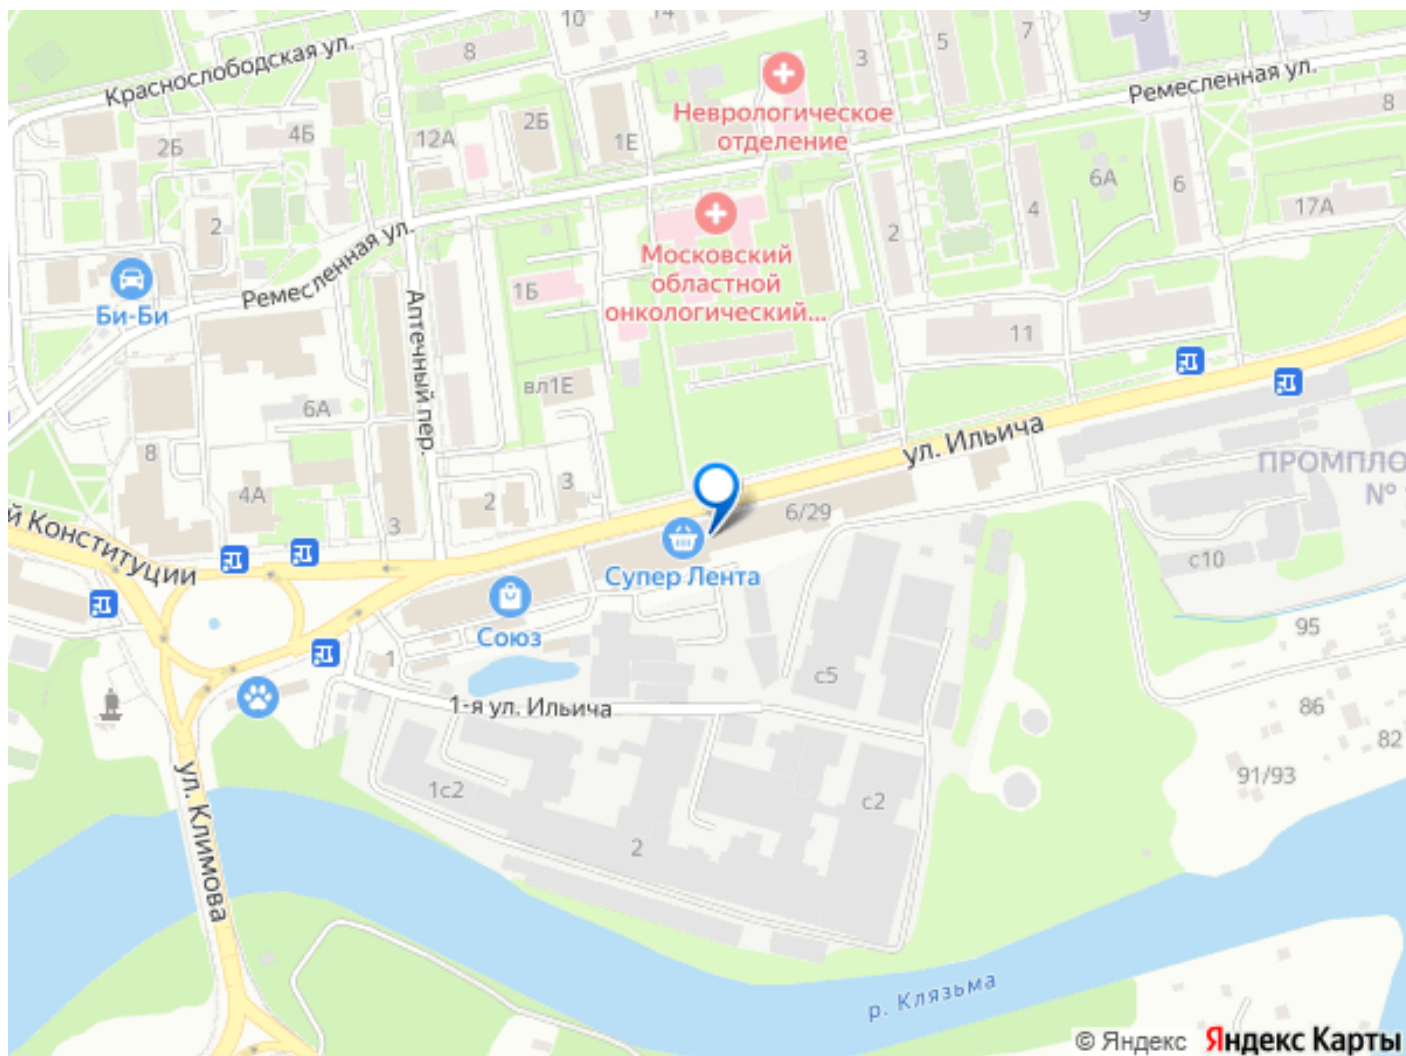 10
14
9
Краснослободская ул.
8
3
5
7
Ремесленная ул.
8
Неврологическое
отделение
2Б
4Б
12А
2Б
1Е
6А
6
17А
4
2
2
Московский
областной
онкологический...
Ремесленная ул.
Би-Би
1Б
Аптечный пер.
11
вл1Е
6А
8
4А
3
2
3
ул. Ильича
ПРОМПЛО
№
6/29
й Конституции
Супер Лента
с10
Союз
1
95
с5
1-я ул. Ильича
86
82
91/93
1с2
с2
2
ул. Климова
р. Клязьма
© Яндекс Яндекс Карты